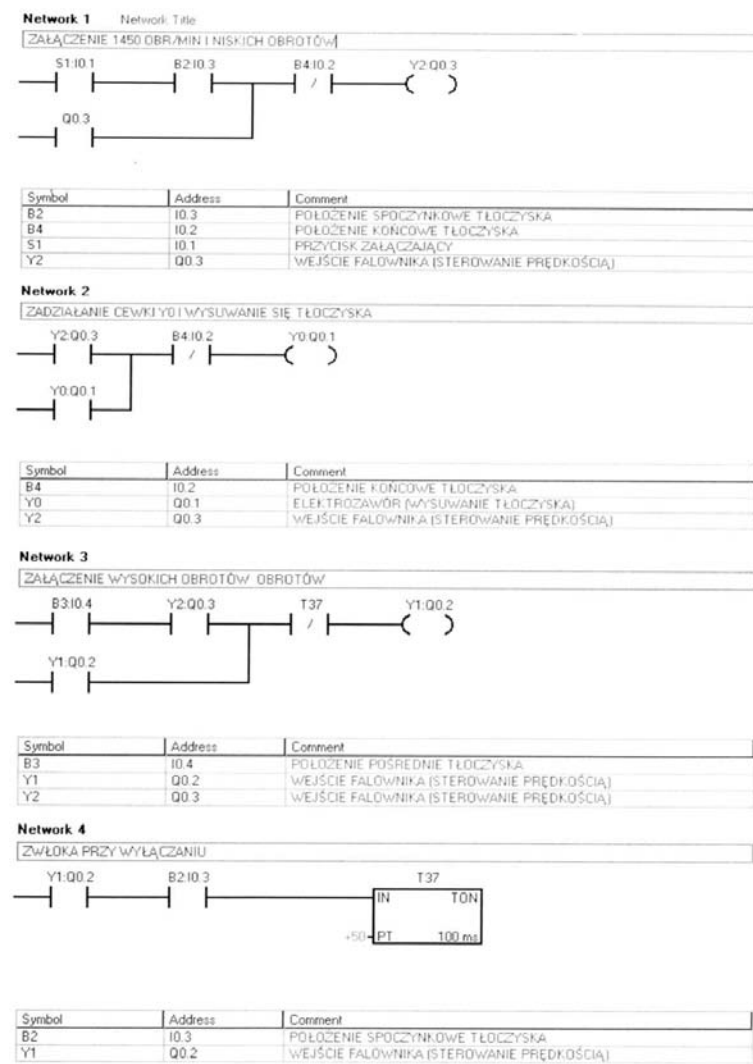 Network 1 Network Title
ZAŁĄCZENIE 1450 OBR/MIN I NISKICH OBROTÓW
S1:I0.1 B2:I0.3 B4:I0.2 Y2:Q0.3
/
Q0.3
Symbol Address Comment
B2 I0.3 POŁOŻENIE SPOCZYNKOWE TŁOCZYSKA
B4 I0.2 POŁOŻENIE KOŃCOWE TŁOCZYSKA
S1 I0.1 PRZYCISK ZAŁĄCZAJĄCY
Y2 Q0.3 WEJŚCIE FALOWNIKA (STEROWANIE PRĘDKOŚCIĄ)
Network 2
ZADZIAŁANIE CEWKI Y0 I WYSUWANIE SIĘ TŁOCZYSKA
Y2:Q0.3 B4:I0.2 Y0:Q0.1
/
Y0:Q0.1
Symbol Address Comment
B4 I0.2 POŁOŻENIE KOŃCOWE TŁOCZYSKA
Y0 Q0.1 ELEKTROZAWÓR (WYSUWANIE TŁOCZYSKA)
Y2 Q0.3 WEJŚCIE FALOWNIKA (STEROWANIE PRĘDKOŚCIĄ)
Network 3
ZAŁĄCZENIE WYSOKICH OBROTÓW OBROTÓW
B3:I0.4 Y2:Q0.3 T37 Y1:Q0.2
/
Y1:Q0.2
Symbol Address Comment
B3 I0.4 POŁOŻENIE POŚREDNIE TŁOCZYSKA
Y1 Q0.2 WEJŚCIE FALOWNIKA (STEROWANIE PRĘDKOŚCIĄ)
Y2 Q0.3 WEJŚCIE FALOWNIKA (STEROWANIE PRĘDKOŚCIĄ)
Network 4
ZWŁOKA PRZY WYŁĄCZANIU
Y1:Q0.2 B2:I0.3 T37
IN TON
+50 PT 100 ms
Symbol Address Comment
B2 I0.3 POŁOŻENIE SPOCZYNKOWE TŁOCZYSKA
Y1 Q0.2 WEJŚCIE FALOWNIKA (STEROWANIE PRĘDKOŚCIĄ)